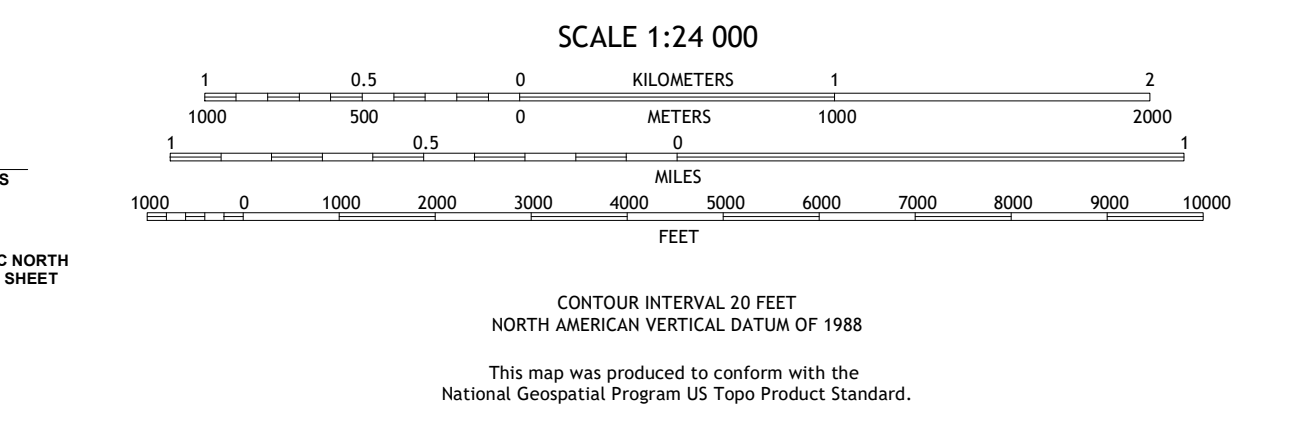 SCALE 1:24 000
1 0.5 0 KILOMETERS 1 2
1000 500 0 METERS 1000 2000
1 0.5 0 1
MILES
S
1000 0 1000 2000 3000 4000 5000 6000 7000 8000 9000 10000
FEET
C NORTH
SHEET
CONTOUR INTERVAL 20 FEET
NORTH AMERICAN VERTICAL DATUM OF 1988
This map was produced to conform with the
National Geospatial Program US Topo Product Standard.